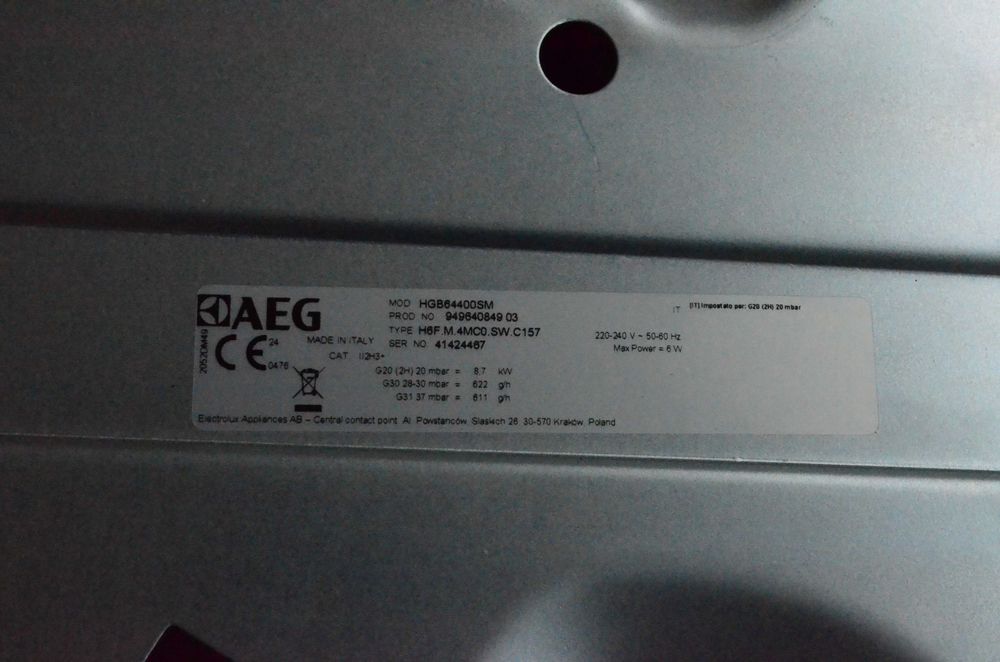 AEG
MOD HGB64400SM
PROD NO 949640849 03
TYPE H6F.M.4MC0.SW.C157
SER NO. 41424467
MADE IN ITALY
CE 24
0476
CAT. II2H3+
G20 (2H) 20 mbar = 8,7 kW
G30 28-30 mbar = 622 g/h
G31 37 mbar = 611 g/h
220-240 V ~ 50-60 Hz
Max Power = 6 W
IT [IT] Impostato per: G20 (2H) 20 mbar
Electrolux Appliances AB – Central contact point Al. Powstanców Slaskich 26 30-570 Kraków, Poland